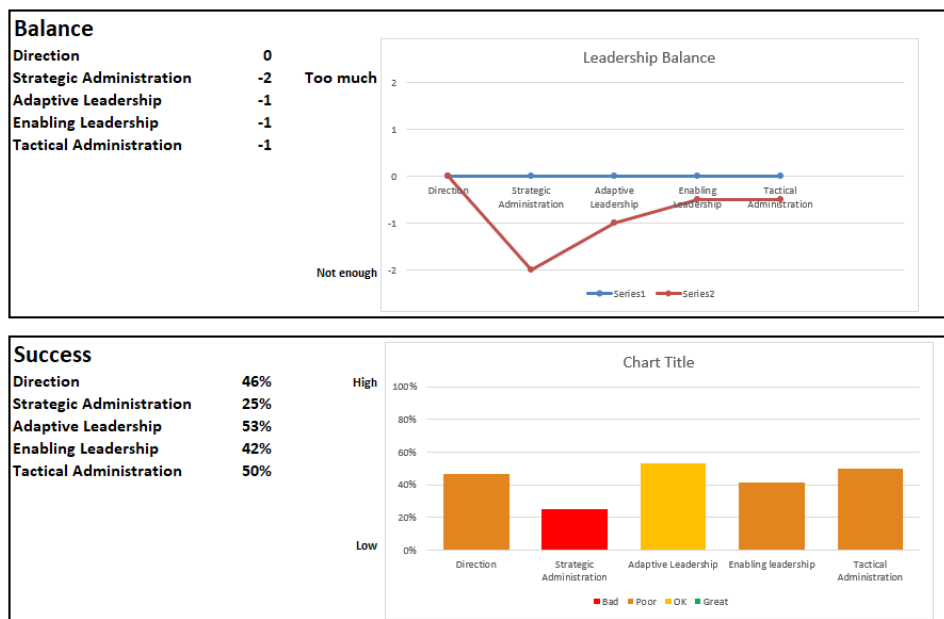 Balance
Direction 0
Strategic Administration -2 Too much
Adaptive Leadership -1
Enabling Leadership -1
Tactical Administration -1
Not enough
Leadership Balance
2
1
0
-1
-2
Direction
Strategic Administration
Adaptive Leadership
Enabling Leadership
Tactical Administration
Series1 Series2
Success
Direction 46% High
Strategic Administration 25%
Adaptive Leadership 53%
Enabling Leadership 42%
Tactical Administration 50%
Low
Chart Title
100%
80%
60%
40%
20%
0%
Direction
Strategic Administration
Adaptive Leadership
Enabling leadership
Tactical Administration
Bad Poor OK Great